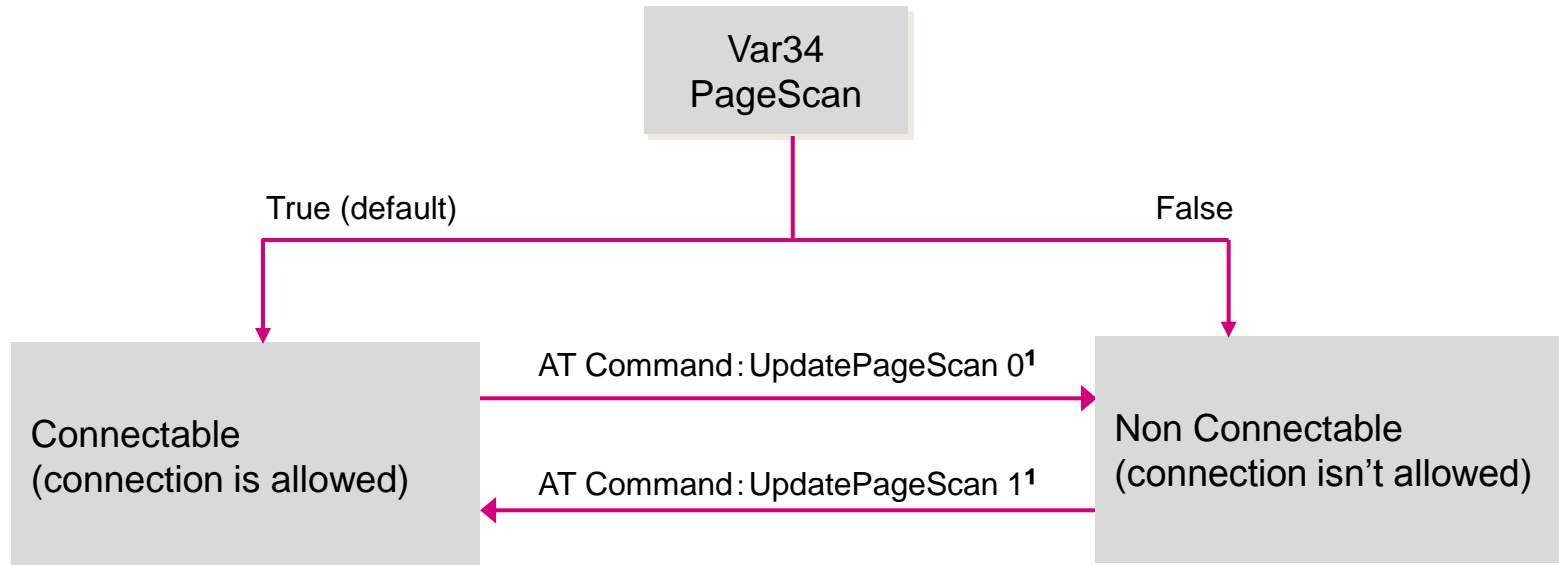 Var34
PageScan
True (default)
False
AT Command:UpdatePageScan 0¹
Connectable
(connection is allowed)
Non Connectable
(connection isn't allowed)
AT Command:UpdatePageScan 1¹